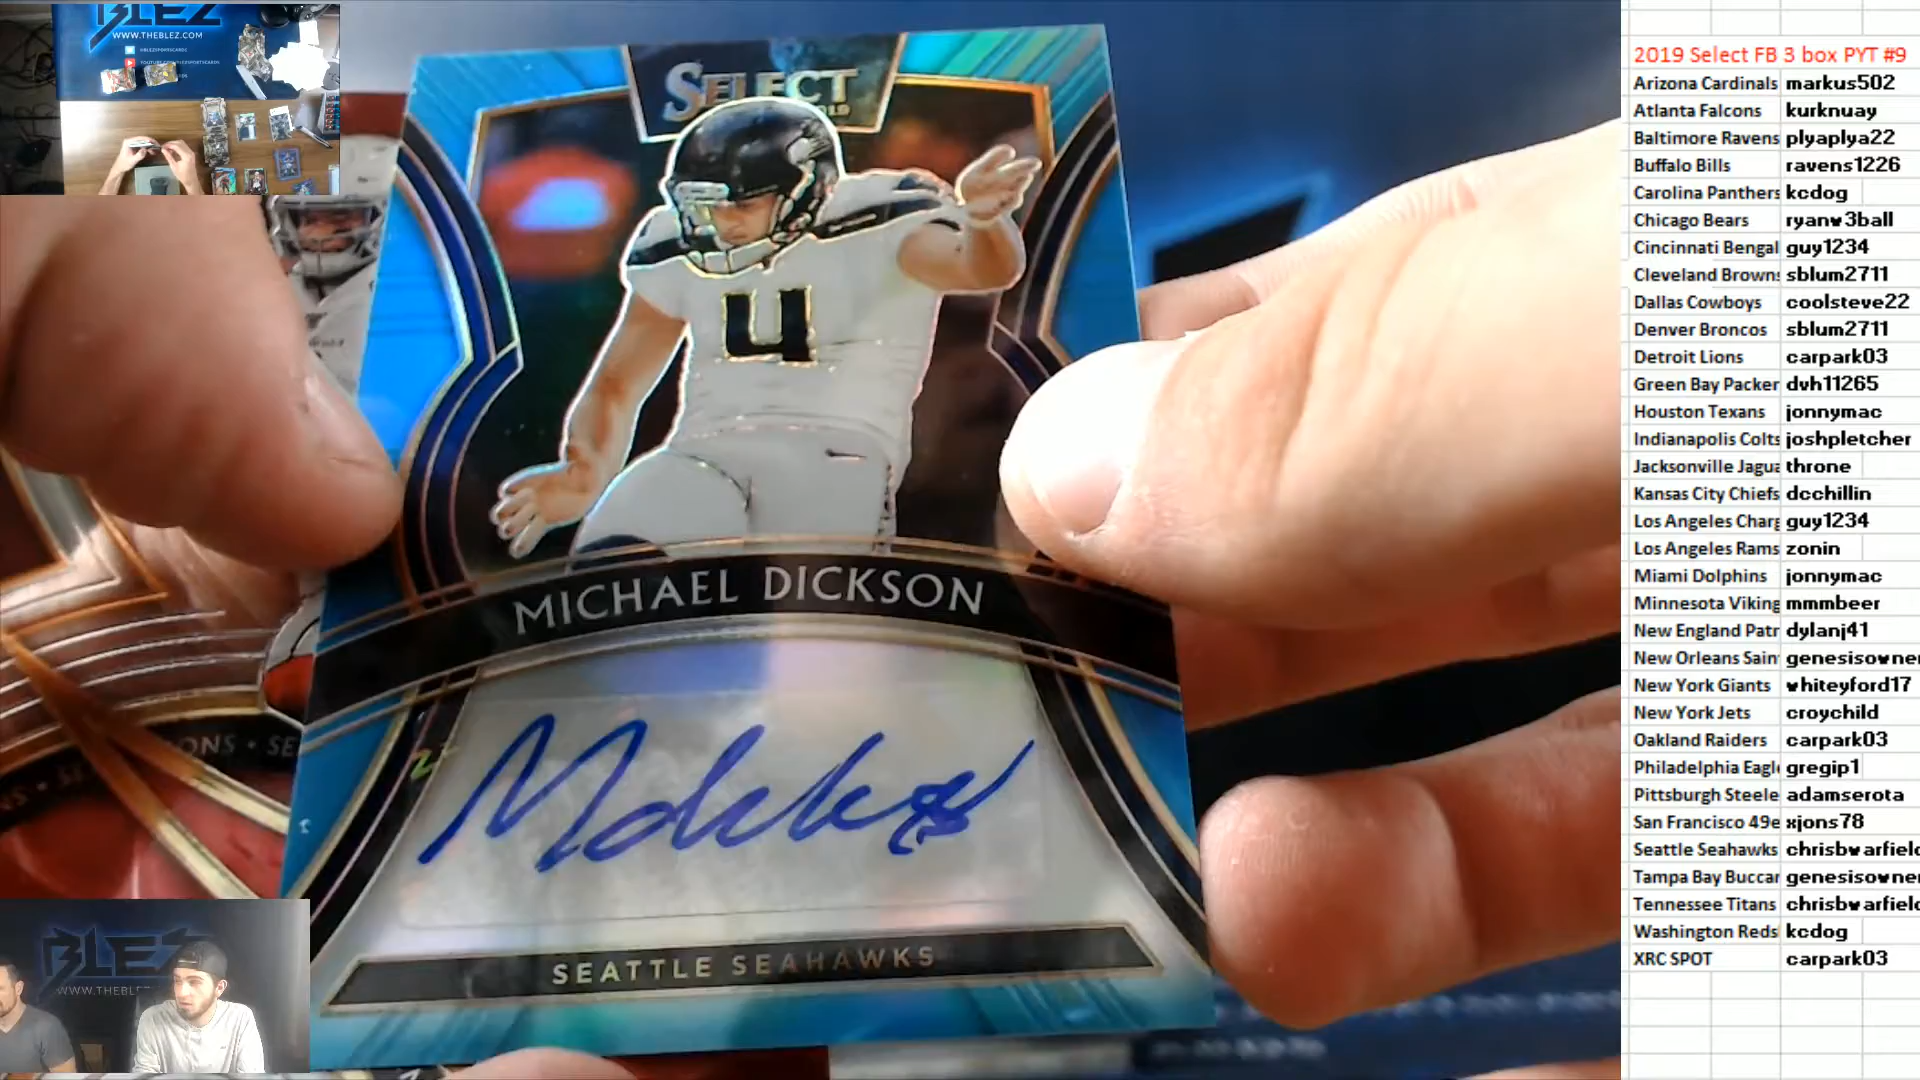 BLEZ
WWW.THEBLEZ.COM
SELECT
4
MICHAEL DICKSON
SEATTLE SEAHAWKS
BLEZ
2019 Select FB 3 box PYT #9
Arizona Cardinals markus502
Atlanta Falcons kurknuay
Baltimore Ravens plyaplya22
Buffalo Bills ravens1226
Carolina Panthers kcdog
Chicago Bears ryanw3ball
Cincinnati Bengal guy1234
Cleveland Browns sblum2711
Dallas Cowboys coolsteve22
Denver Broncos sblum2711
Detroit Lions carpark03
Green Bay Packer dvh11265
Houston Texans jonnymac
Indianapolis Colts joshpletcher
Jacksonville Jagua throne
Kansas City Chiefs dcchillin
Los Angeles Charg guy1234
Los Angeles Rams zonin
Miami Dolphins jonnymac
Minnesota Viking mmmbeer
New England Patr dylanj41
New Orleans Sain genesisowner
New York Giants whiteyford17
New York Jets croychild
Oakland Raiders carpark03
Philadelphia Eagle gregip1
Pittsburgh Steele adamserota
San Francisco 49e xjons78
Seattle Seahawks chrisbwarfield
Tampa Bay Buccan genesisowner
Tennessee Titans chrisbwarfield
Washington Reds kcdog
XRC SPOT carpark03